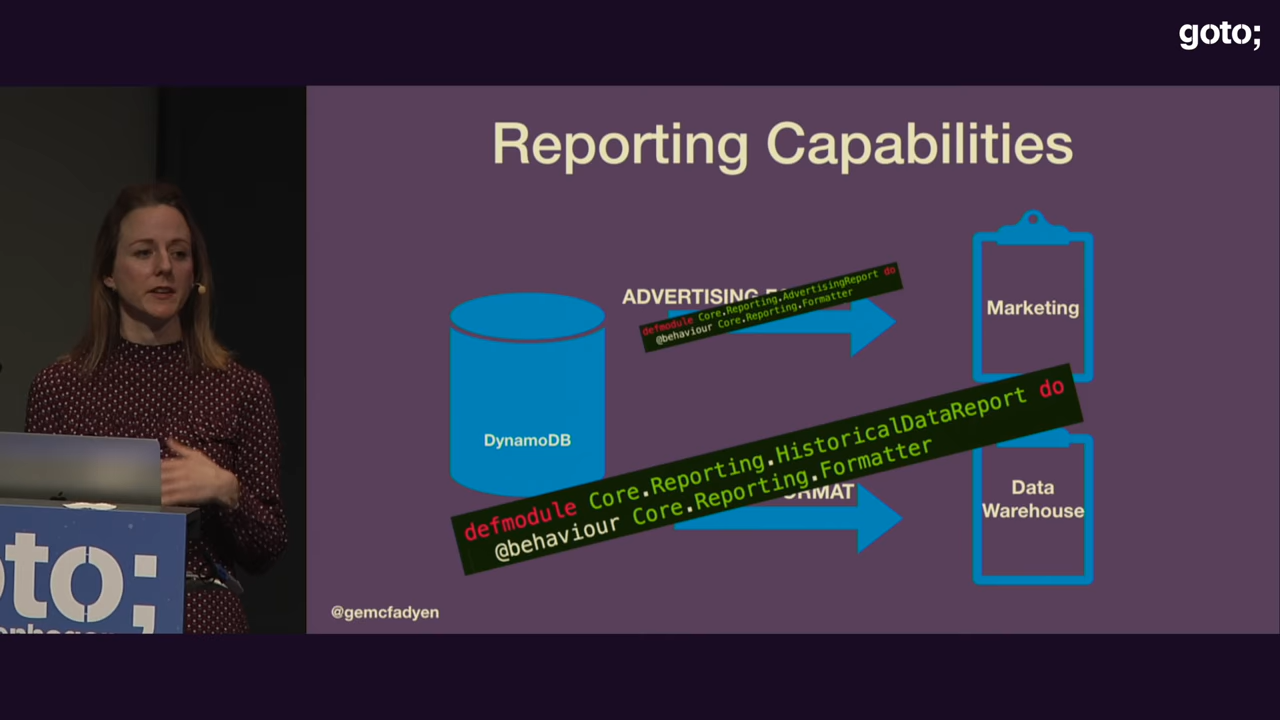 goto;
Reporting Capabilities
ADVERTISING
defmodule Core.Reporting.AdvertisingReport do
@behaviour Core.Reporting.Formatter
Marketing
DynamoDB
defmodule Core.Reporting.HistoricalDataReport do
@behaviour Core.Reporting.Formatter
Data
Warehouse
@gemcfadyen
oto;